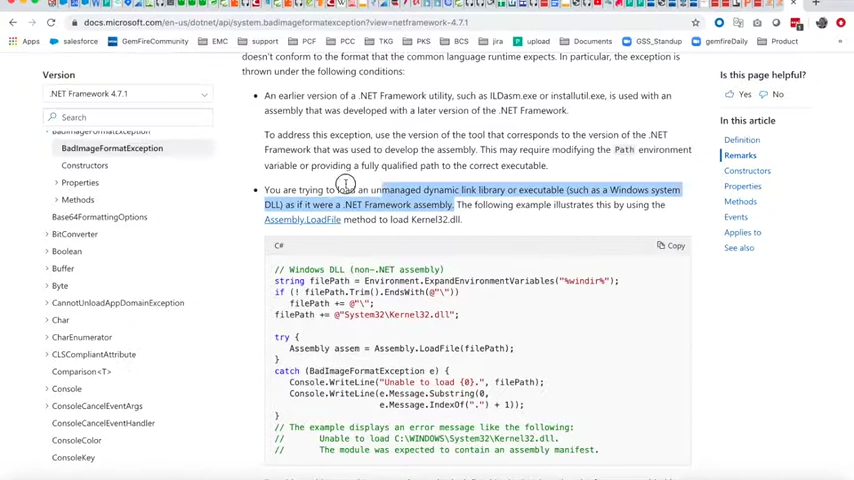 docs.microsoft.com/en-us/dotnet/api/system.badimageformatexception?view=netframework-4.7.1
Apps salesforce GemFireCommunity EMC support PCF PCC TKG PKS BCS jira upload Documents GSS_Standup gemfireDaily Product
Version
.NET Framework 4.7.1
Search
BadImageFormatException
BadImageFormatException
Constructors
Properties
Methods
Base64FormattingOptions
BitConverter
Boolean
Buffer
Byte
CannotUnloadAppDomainException
Char
CharEnumerator
CLSCompliantAttribute
Comparison<T>
Console
ConsoleCancelEventArgs
ConsoleCancelEventHandler
ConsoleColor
ConsoleKey
doesn't conform to the format that the common language runtime expects. In particular, the exception is
thrown under the following conditions:
• An earlier version of a .NET Framework utility, such as ILDasm.exe or installutil.exe, is used with an
assembly that was developed with a later version of the .NET Framework.
To address this exception, use the version of the tool that corresponds to the version of the .NET
Framework that was used to develop the assembly. This may require modifying the Path environment
variable or providing a fully qualified path to the correct executable.
• You are trying to load an unmanaged dynamic link library or executable (such as a Windows system
DLL) as if it were a .NET Framework assembly. The following example illustrates this by using the
Assembly.LoadFile method to load Kernel32.dll.
C# Copy
// Windows DLL (non-.NET assembly)
string filePath = Environment.ExpandEnvironmentVariables("%windir%");
if (! filePath.Trim().EndsWith(@"\"))
filePath += @"\";
filePath += @"System32\Kernel32.dll";
try {
Assembly assem = Assembly.LoadFile(filePath);
}
catch (BadImageFormatException e) {
Console.WriteLine("Unable to load {0}.", filePath);
Console.WriteLine(e.Message.Substring(0,
e.Message.IndexOf(".") + 1));
}
// The example displays an error message like the following:
// Unable to load C:\WINDOWS\System32\Kernel32.dll.
// The module was expected to contain an assembly manifest.
Is this page helpful?
Yes No
In this article
Definition
Remarks
Constructors
Properties
Methods
Events
Applies to
See also